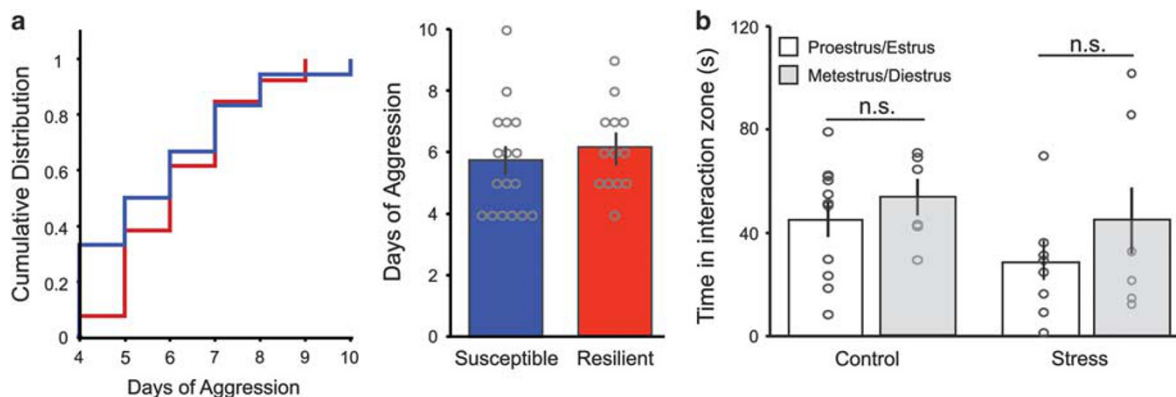 a
Cumulative Distribution
1
0.8
0.6
0.4
0.2
0
4 5 6 7 8 9 10
Days of Aggression
Days of Aggression
10
8
6
4
2
0
Susceptible Resilient
b
Time in interaction zone (s)
120
80
40
0
Proestrus/Estrus
Metestrus/Diestrus
n.s.
n.s.
Control Stress